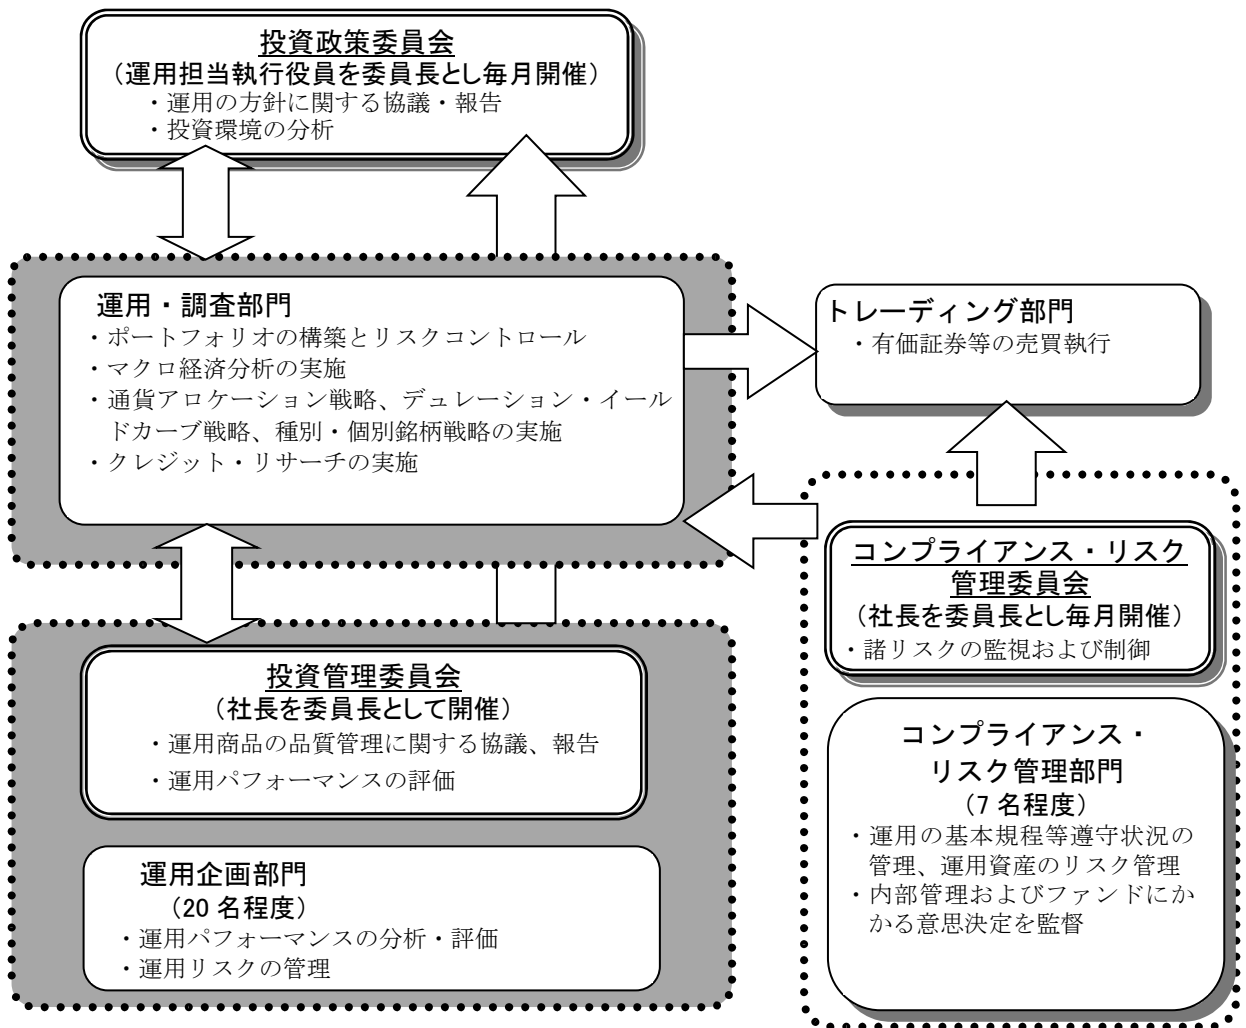 投資政策委員会
（運用担当執行役員を委員長とし毎月開催）
・運用の方針に関する協議・報告
・投資環境の分析
運用・調査部門
・ポートフォリオの構築とリスクコントロール
・マクロ経済分析の実施
・通貨アロケーション戦略、デュレーション・イール
ドカーブ戦略、種別・個別銘柄戦略の実施
・クレジット・リサーチの実施
トレーディング部門
・有価証券等の売買執行
コンプライアンス・リスク
管理委員会
（社長を委員長とし毎月開催）
・諸リスクの監視および制御
投資管理委員会
（社長を委員長として開催）
・運用商品の品質管理に関する協議、報告
・運用パフォーマンスの評価
コンプライアンス・
リスク管理部門
（7 名程度）
・運用の基本規程等遵守状況の
管理、運用資産のリスク管理
・内部管理およびファンドにか
かる意思決定を監督
運用企画部門
（20 名程度）
・運用パフォーマンスの分析・評価
・運用リスクの管理